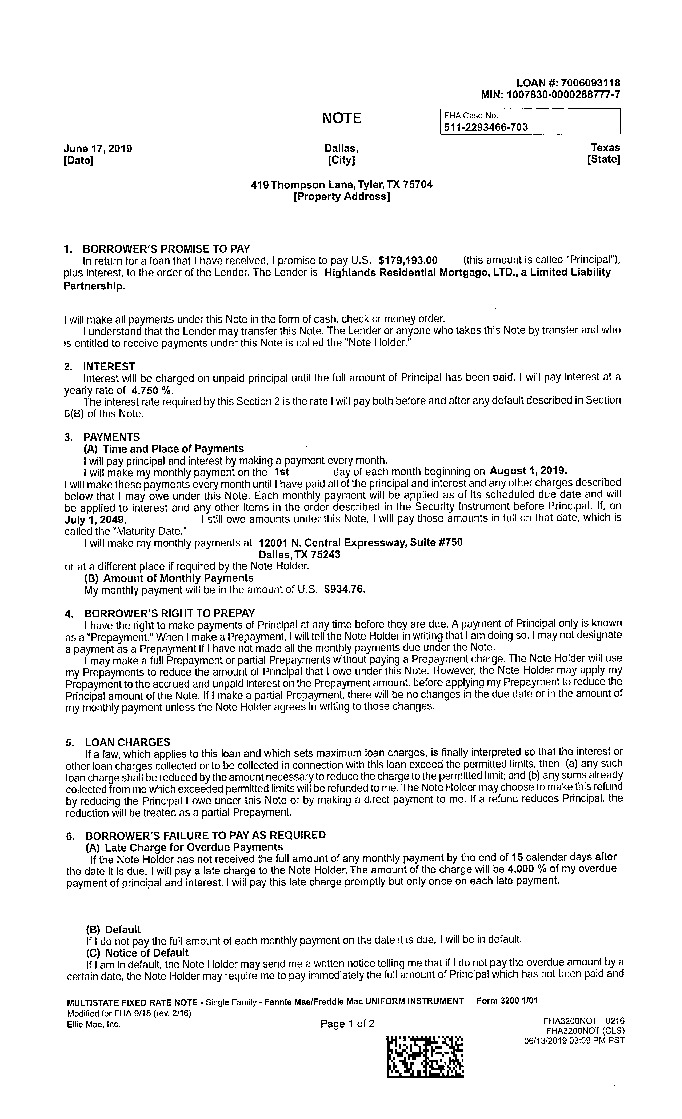 LOAN #: 7006093118
MIN: 1007830-0000288777-7
NOTE
FHA Case No.
511-2293466-703
June 17, 2019 Dallas, Texas
[Date] [City] [State]
419 Thompson Lane, Tyler, TX 75704
[Property Address]
1. BORROWER'S PROMISE TO PAY
In return for a loan that I have received, I promise to pay U.S. $179,193.00 (this amount is called "Principal"),
plus interest, to the order of the Lender. The Lender is Highlands Residential Mortgage, LTD., a Limited Liability
Partnership.
I will make all payments under this Note in the form of cash, check or money order.
I understand that the Lender may transfer this Note. The Lender or anyone who takes this Note by transfer and who
is entitled to receive payments under this Note is called the "Note Holder."
2. INTEREST
Interest will be charged on unpaid principal until the full amount of Principal has been paid. I will pay interest at a
yearly rate of 4.750 %.
The interest rate required by this Section 2 is the rate I will pay both before and after any default described in Section
6(B) of this Note.
3. PAYMENTS
(A) Time and Place of Payments
I will pay principal and interest by making a payment every month.
I will make my monthly payment on the 1st day of each month beginning on August 1, 2019.
I will make these payments every month until I have paid all of the principal and interest and any other charges described
below that I may owe under this Note. Each monthly payment will be applied as of its scheduled due date and will
be applied to interest and any other items in the order described in the Security Instrument before Principal. If, on
July 1, 2049, I still owe amounts under this Note, I will pay those amounts in full on that date, which is
called the "Maturity Date."
I will make my monthly payments at 12001 N. Central Expressway, Suite #750
Dallas, TX 75243
or at a different place if required by the Note Holder.
(B) Amount of Monthly Payments
My monthly payment will be in the amount of U.S. $934.76.
4. BORROWER'S RIGHT TO PREPAY
I have the right to make payments of Principal at any time before they are due. A payment of Principal only is known
as a "Prepayment." When I make a Prepayment, I will tell the Note Holder in writing that I am doing so. I may not designate
a payment as a Prepayment if I have not made all the monthly payments due under the Note.
I may make a full Prepayment or partial Prepayments without paying a Prepayment charge. The Note Holder will use
my Prepayments to reduce the amount of Principal that I owe under this Note. However, the Note Holder may apply my
Prepayment to the accrued and unpaid interest on the Prepayment amount, before applying my Prepayment to reduce the
Principal amount of the Note. If I make a partial Prepayment, there will be no changes in the due date or in the amount of
my monthly payment unless the Note Holder agrees in writing to those changes.
5. LOAN CHARGES
If a law, which applies to this loan and which sets maximum loan charges, is finally interpreted so that the interest or
other loan charges collected or to be collected in connection with this loan exceed the permitted limits, then: (a) any such
loan charge shall be reduced by the amount necessary to reduce the charge to the permitted limit; and (b) any sums already
collected from me which exceeded permitted limits will be refunded to me. The Note Holder may choose to make this refund
by reducing the Principal I owe under this Note or by making a direct payment to me. If a refund reduces Principal, the
reduction will be treated as a partial Prepayment.
6. BORROWER'S FAILURE TO PAY AS REQUIRED
(A) Late Charge for Overdue Payments
If the Note Holder has not received the full amount of any monthly payment by the end of 15 calendar days after
the date it is due, I will pay a late charge to the Note Holder. The amount of the charge will be 4.000 % of my overdue
payment of principal and interest. I will pay this late charge promptly but only once on each late payment.
(B) Default
If I do not pay the full amount of each monthly payment on the date it is due, I will be in default.
(C) Notice of Default
If I am in default, the Note Holder may send me a written notice telling me that if I do not pay the overdue amount by a
certain date, the Note Holder may require me to pay immediately the full amount of Principal which has not been paid and
MULTISTATE FIXED RATE NOTE - Single Family - Fannie Mae/Freddie Mac UNIFORM INSTRUMENT Form 3200 1/01
Modified for FHA 9/15 (rev. 2/16)
Ellie Mae, Inc. Page 1 of 2 FHA3200NOT 0216
FHA3200NOT (CLS)
06/13/2019 03:09 PM PST